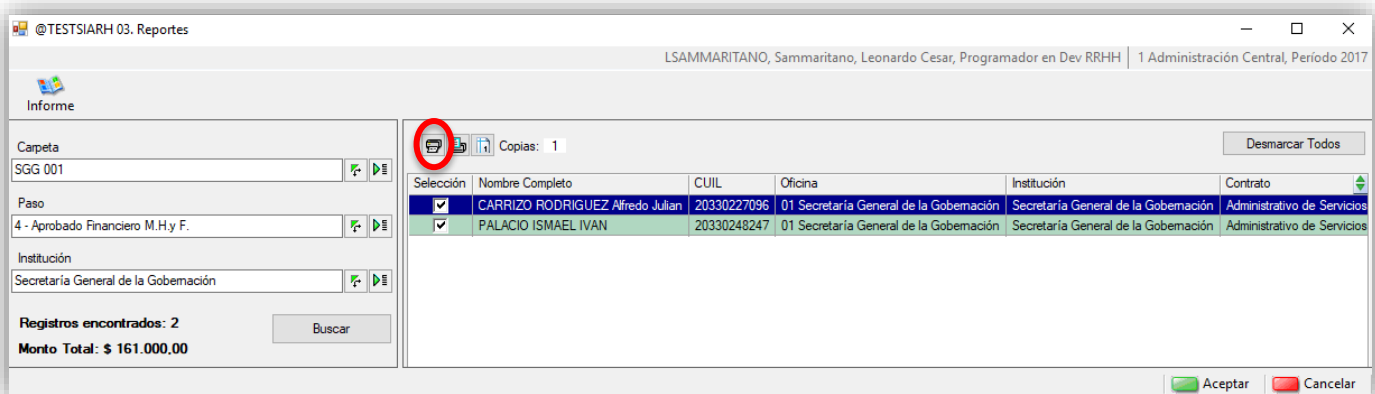 @TESTSIARH 03. Reportes
LSAMMARITANO, Sammaritano, Leonardo Cesar, Programador en Dev RRHH 1 Administración Central, Período 2017
Informe
Carpeta
SGG 001
Paso
4 - Aprobado Financiero M.H.y F.
Institución
Secretaría General de la Gobernación
Registros encontrados: 2
Buscar
Monto Total: $ 161.000,00
Copias: 1
Desmarcar Todos
Selección Nombre Completo CUIL Oficina Institución Contrato
CARRIZO RODRIGUEZ Alfredo Julian 20330227096 01 Secretaría General de la Gobernación Secretaría General de la Gobernación Administrativo de Servicios
PALACIO ISMAEL IVAN 20330248247 01 Secretaría General de la Gobernación Secretaría General de la Gobernación Administrativo de Servicios
Aceptar Cancelar